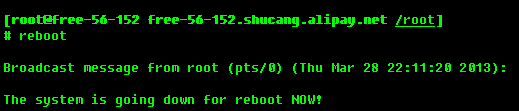 [root@free-56-152 free-56-152.shucang.alipay.net /root]
# reboot
Broadcast message from root (pts/0) (Thu Mar 28 22:11:20 2013):
The system is going down for reboot NOW!